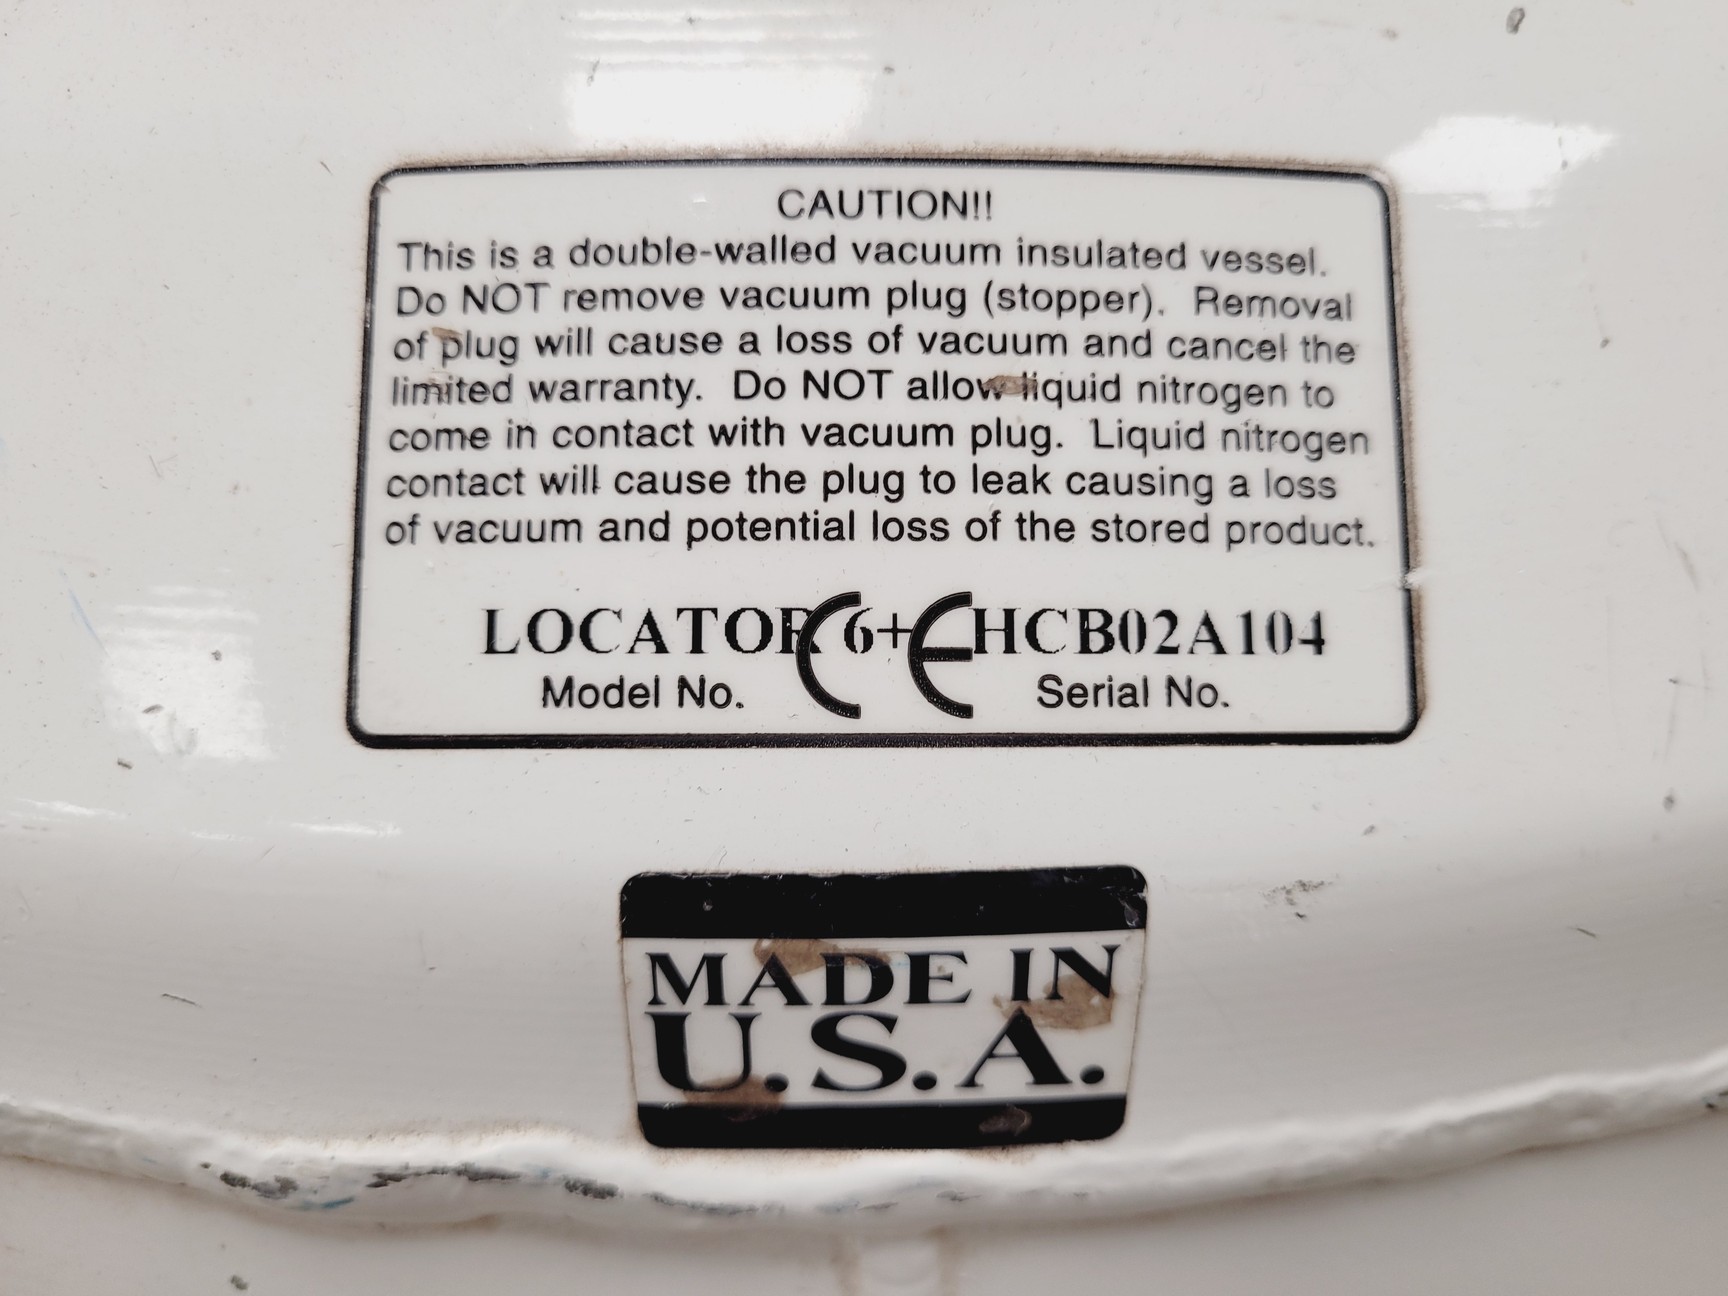 CAUTION!!
This is a double-walled vacuum insulated vessel.
Do NOT remove vacuum plug (stopper). Removal
of plug will cause a loss of vacuum and cancel the
limited warranty. Do NOT allow liquid nitrogen to
come in contact with vacuum plug. Liquid nitrogen
contact will cause the plug to leak causing a loss
of vacuum and potential loss of the stored product.
LOCATOR 6+ CE HCB02A104
Model No. Serial No.
MADE IN
U.S.A.